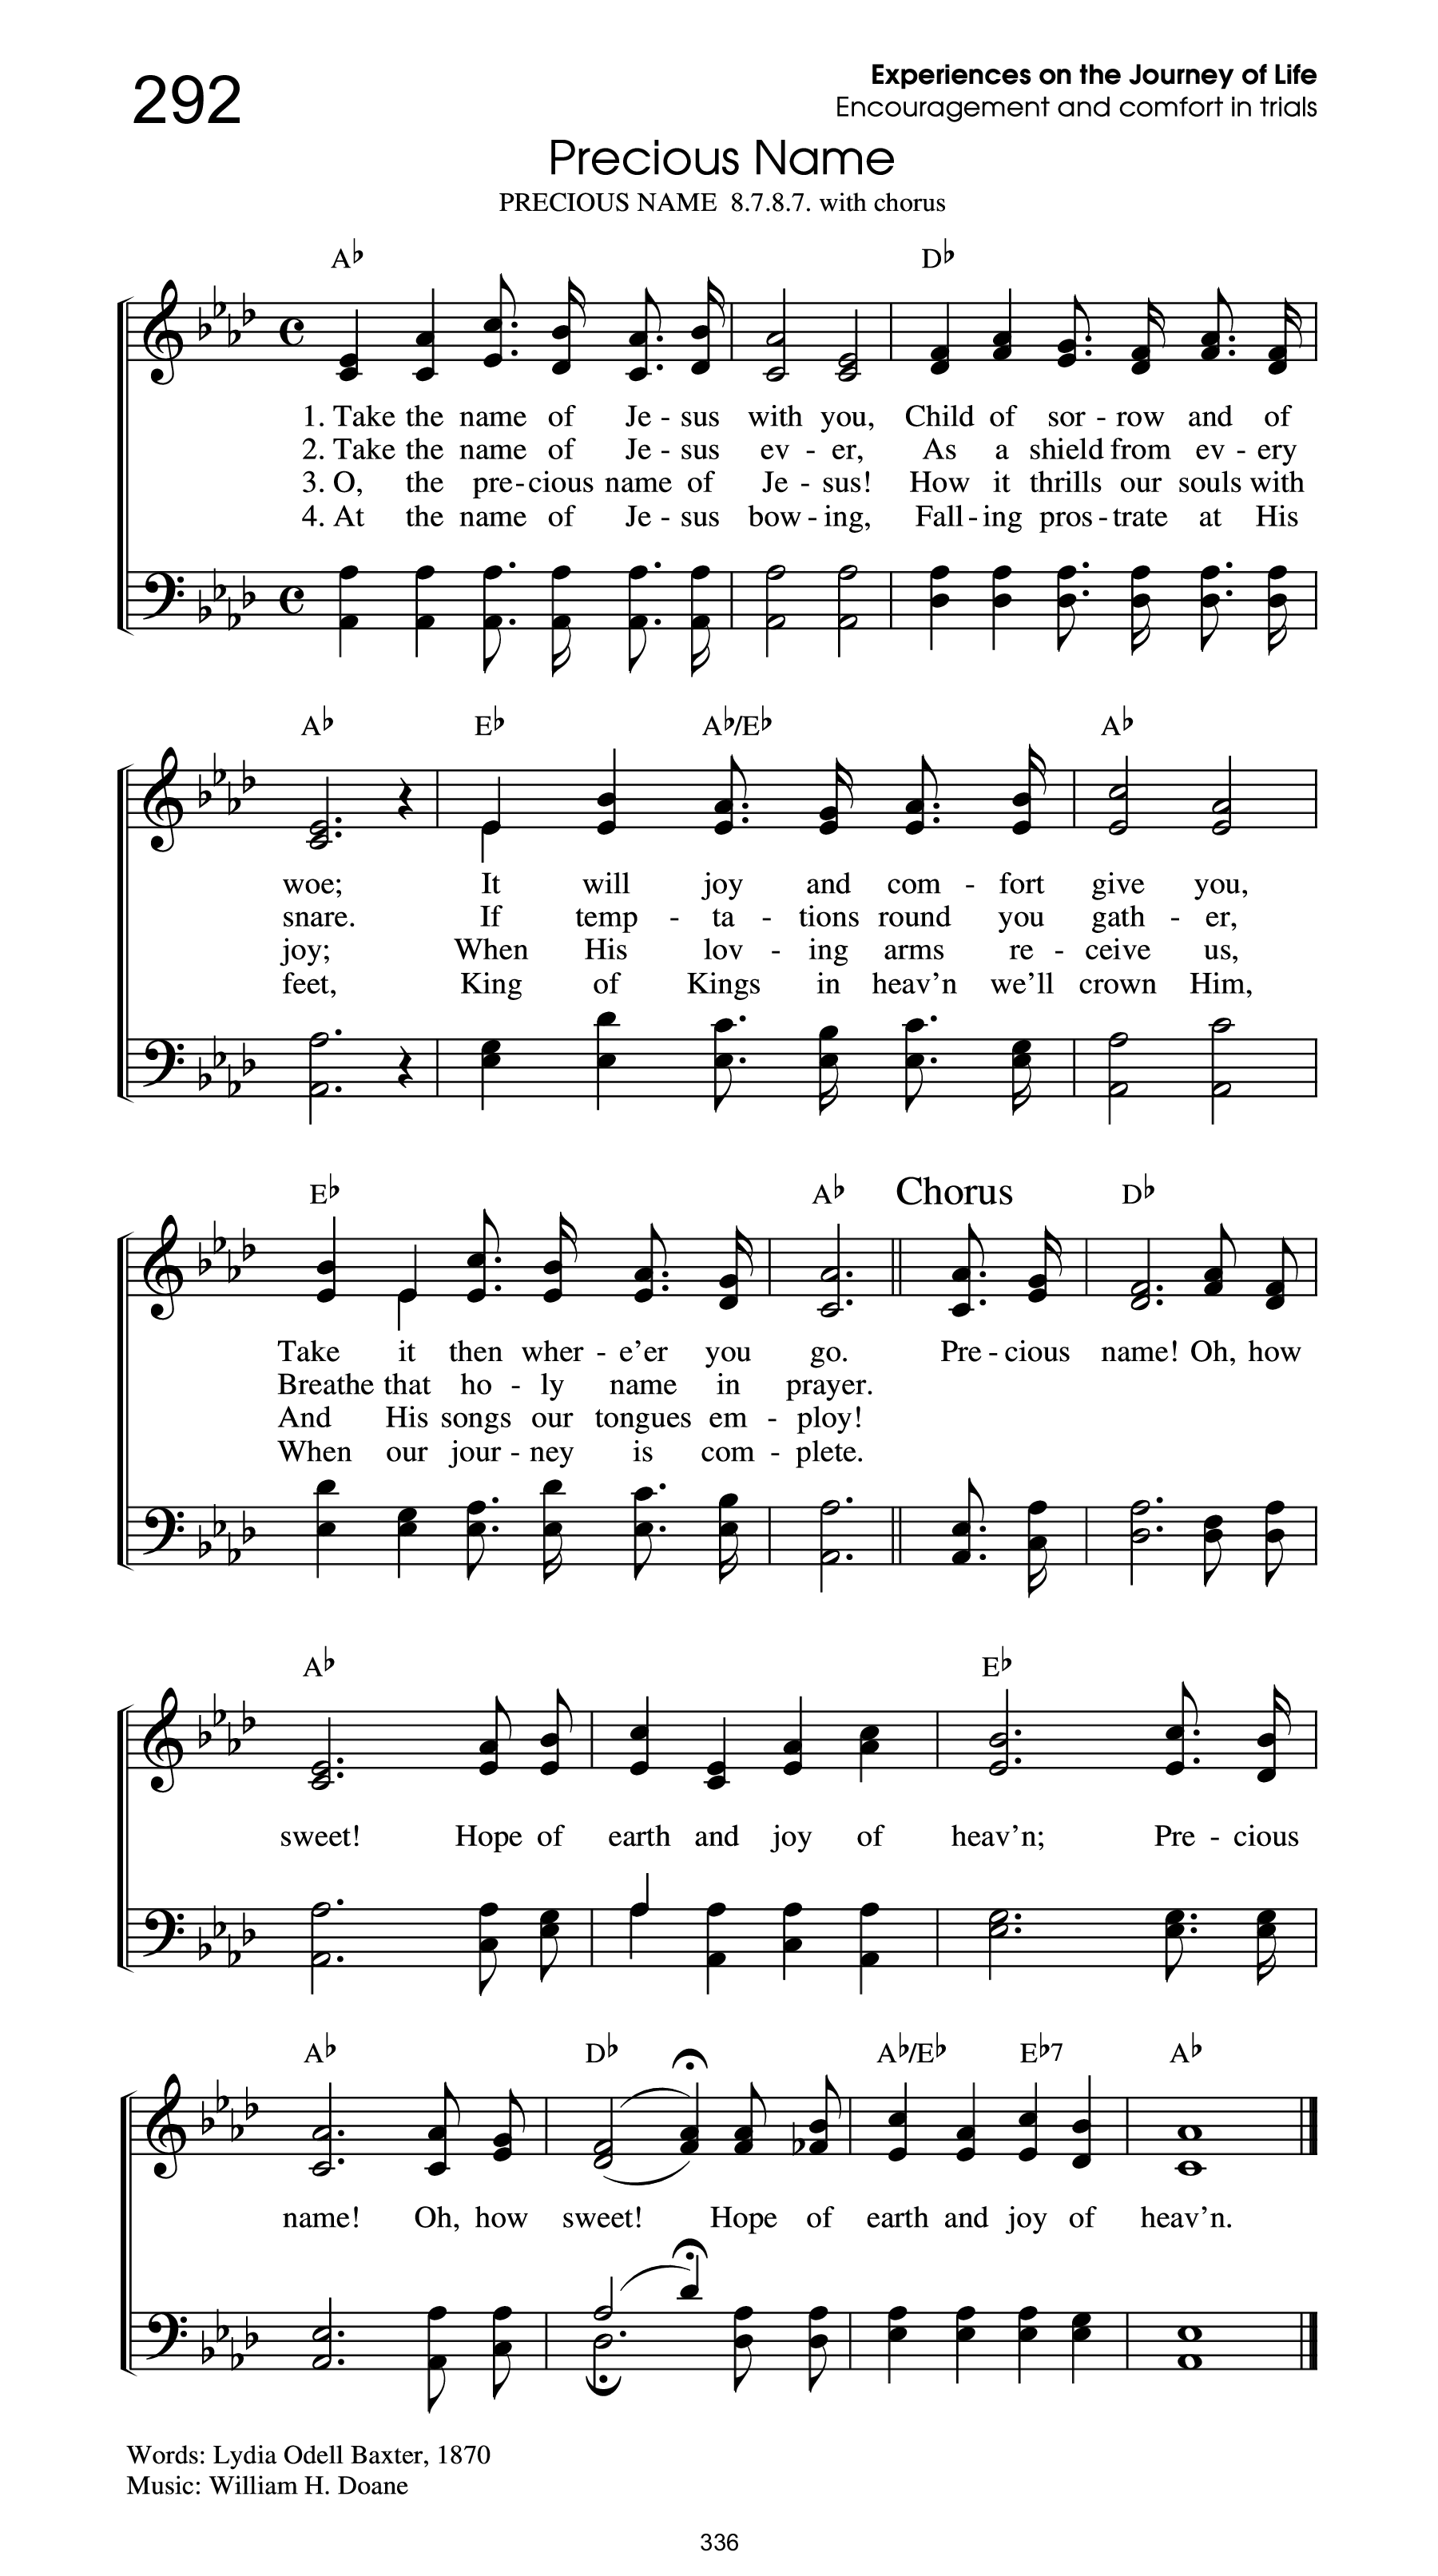 292
Experiences on the Journey of Life
Encouragement and comfort in trials
Precious Name
PRECIOUS NAME 8.7.8.7. with chorus
A♭ D♭
1. Take the name of Je - sus with you, Child of sor - row and of
2. Take the name of Je - sus ev - er, As a shield from ev - ery
3. O, the pre - cious name of Je - sus! How it thrills our souls with
4. At the name of Je - sus bow - ing, Fall - ing pros - trate at His
A♭ E♭ A♭/E♭ A♭
woe; It will joy and com - fort give you,
snare. If temp - ta - tions round you gath - er,
joy; When His lov - ing arms re - ceive us,
feet, King of Kings in heav’n we’ll crown Him,
E♭ A♭ Chorus D♭
Take it then wher - e’er you go. Pre - cious name! Oh, how
Breathe that ho - ly name in prayer.
And His songs our tongues em - ploy!
When our jour - ney is com - plete.
A♭ E♭
sweet! Hope of earth and joy of heav’n; Pre - cious
A♭ D♭ A♭/E♭ E♭7 A♭
name! Oh, how sweet! Hope of earth and joy of heav’n.
Words: Lydia Odell Baxter, 1870
Music: William H. Doane
336